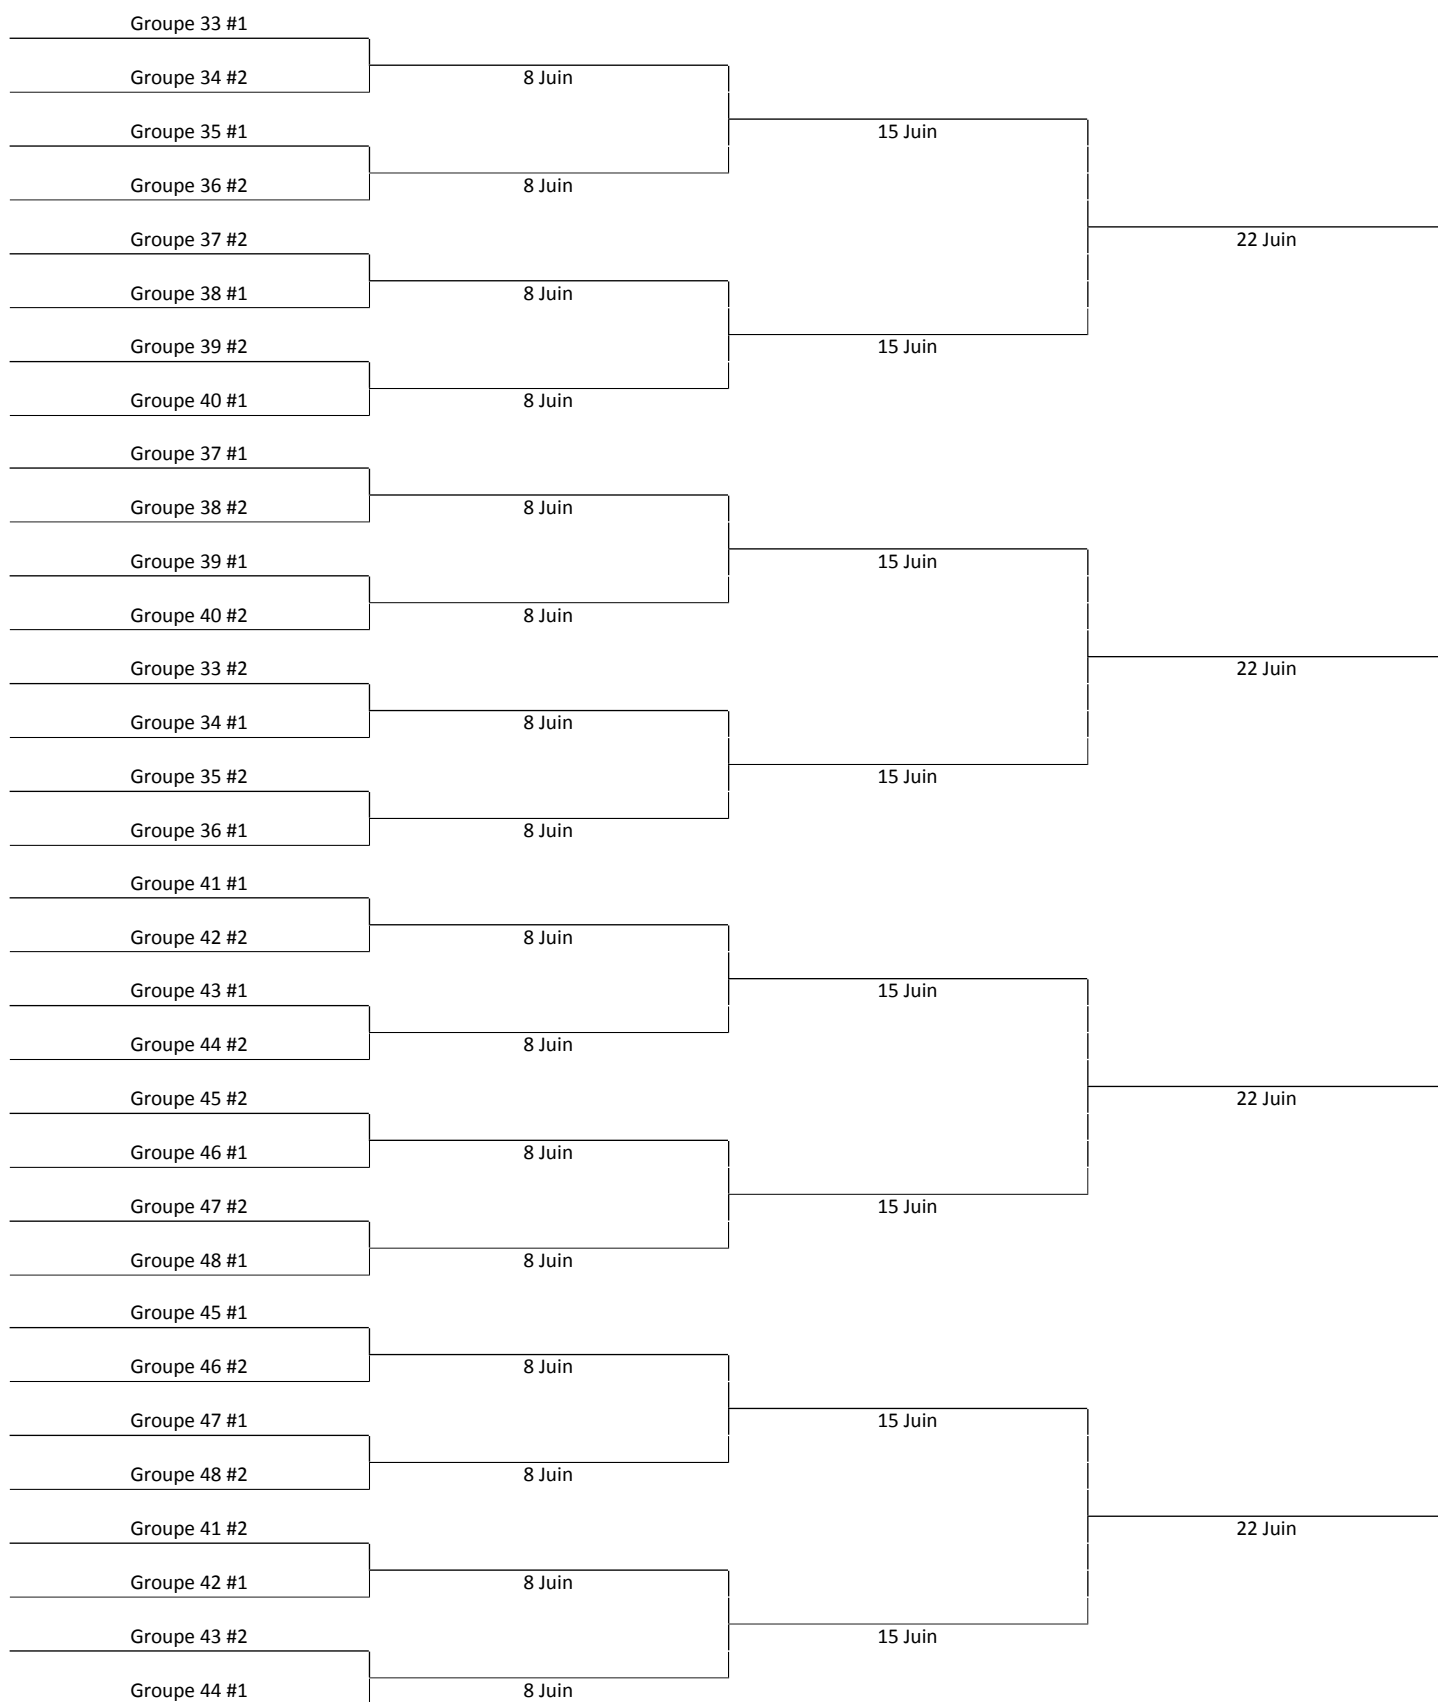 Groupe 33 #1
Groupe 34 #2
8 Juin
Groupe 35 #1
15 Juin
Groupe 36 #2
8 Juin
Groupe 37 #2
22 Juin
Groupe 38 #1
8 Juin
Groupe 39 #2
15 Juin
Groupe 40 #1
8 Juin
Groupe 37 #1
Groupe 38 #2
8 Juin
Groupe 39 #1
15 Juin
Groupe 40 #2
8 Juin
Groupe 33 #2
22 Juin
Groupe 34 #1
8 Juin
Groupe 35 #2
15 Juin
Groupe 36 #1
8 Juin
Groupe 41 #1
Groupe 42 #2
8 Juin
Groupe 43 #1
15 Juin
Groupe 44 #2
8 Juin
Groupe 45 #2
22 Juin
Groupe 46 #1
8 Juin
Groupe 47 #2
15 Juin
Groupe 48 #1
8 Juin
Groupe 45 #1
Groupe 46 #2
8 Juin
Groupe 47 #1
15 Juin
Groupe 48 #2
8 Juin
Groupe 41 #2
22 Juin
Groupe 42 #1
8 Juin
Groupe 43 #2
15 Juin
Groupe 44 #1
8 Juin